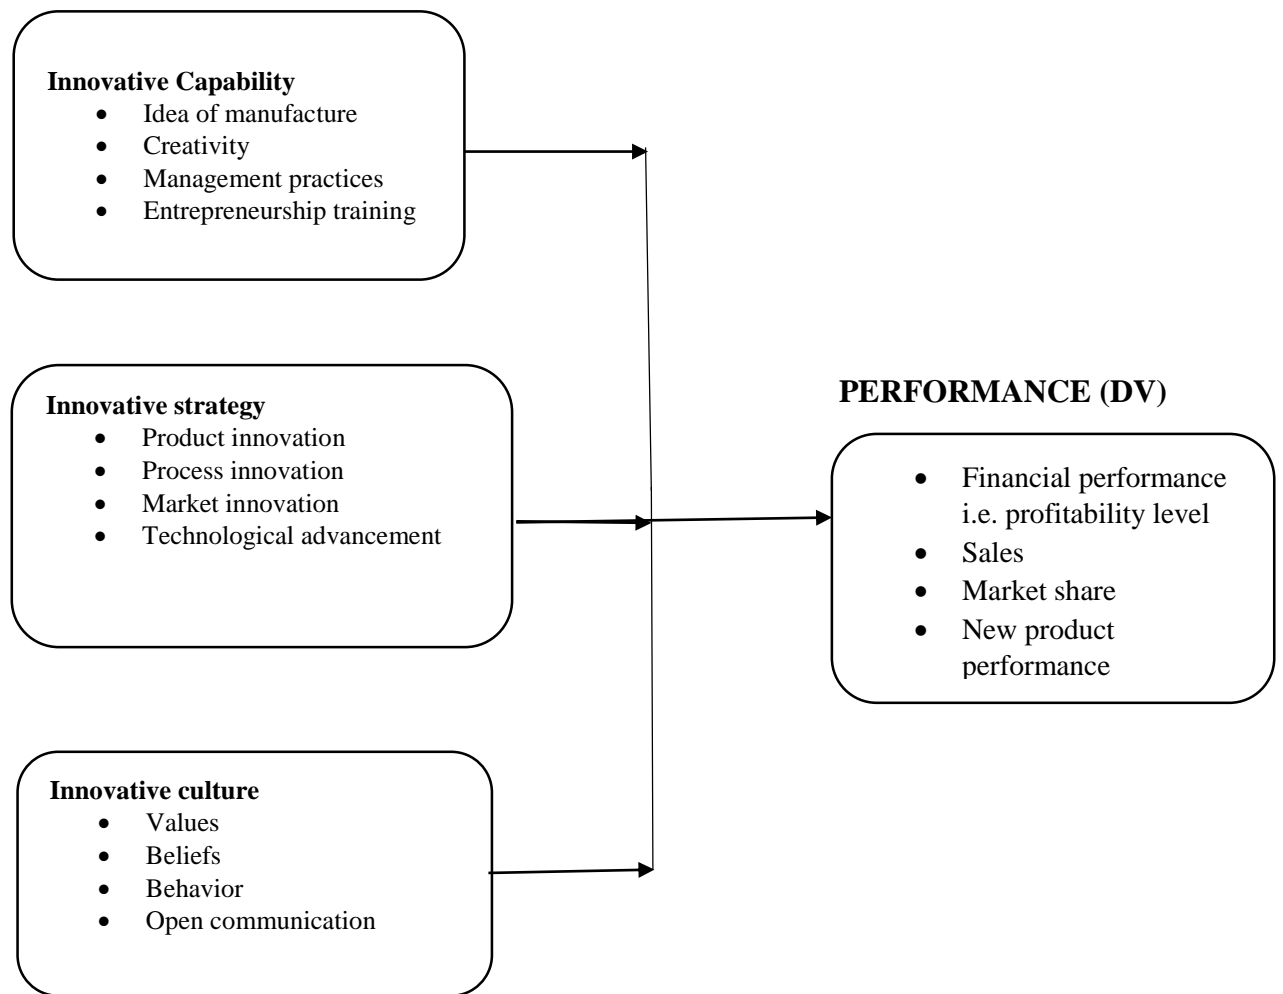 Innovative Capability
• Idea of manufacture
• Creativity
• Management practices
• Entrepreneurship training
Innovative strategy
• Product innovation
• Process innovation
• Market innovation
• Technological advancement
PERFORMANCE (DV)
• Financial performance
i.e. profitability level
• Sales
• Market share
• New product
performance
Innovative culture
• Values
• Beliefs
• Behavior
• Open communication